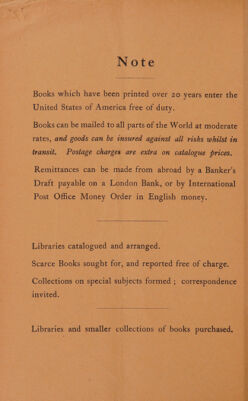 Note
Books which have been printed over 20 years enter the
United States of America free of duty.
Books can be mailed to all parts of the World at moderate
rates, and goods can be insured against all risks whilst in
transit. Postage charges are extra on catalogue prices.
Remittances can be made from abroad by a Banker's
Draft payable on a London Bank, or by International
Post Office Money Order in English money.
Libraries catalogued and arranged.
Scarce Books sought for, and reported free of charge.
Collections on special subjects formed ; correspondence
invited.
Libraries and smaller collections of books purchased.